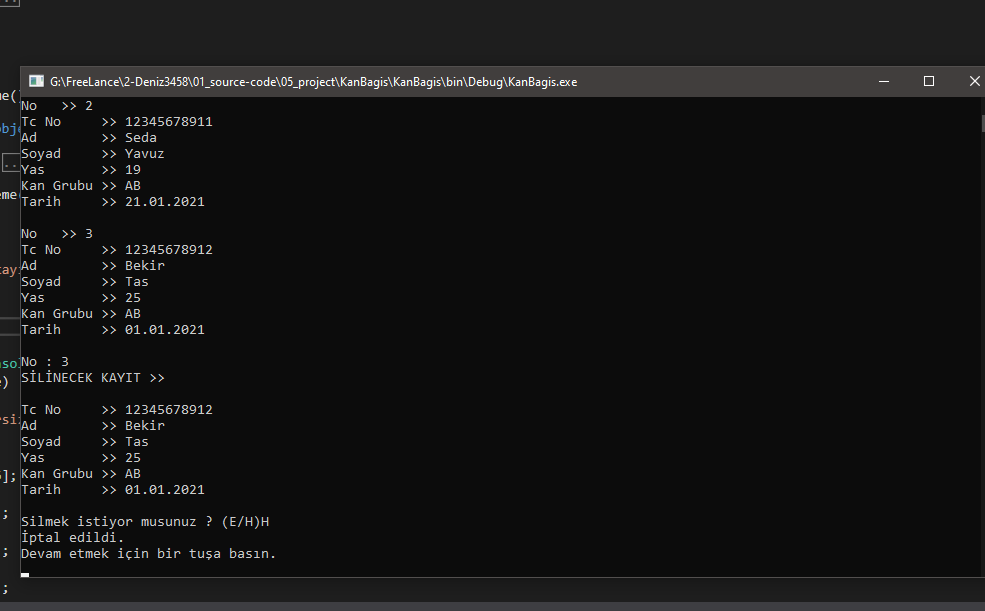 G:\FreeLance\2-Deniz3458\01_source-code\05_project\KanBagis\KanBagis\bin\Debug\KanBagis.exe
No   >> 2
Tc No     >> 12345678911
Ad        >> Seda
Soyad     >> Yavuz
Yas       >> 19
Kan Grubu >> AB
Tarih     >> 21.01.2021
No   >> 3
Tc No     >> 12345678912
Ad        >> Bekir
Soyad     >> Tas
Yas       >> 25
Kan Grubu >> AB
Tarih     >> 01.01.2021
No : 3
SİLİNECEK KAYIT >>
Tc No     >> 12345678912
Ad        >> Bekir
Soyad     >> Tas
Yas       >> 25
Kan Grubu >> AB
Tarih     >> 01.01.2021
Silmek istiyor musunuz ? (E/H)H
İptal edildi.
Devam etmek için bir tuşa basın.